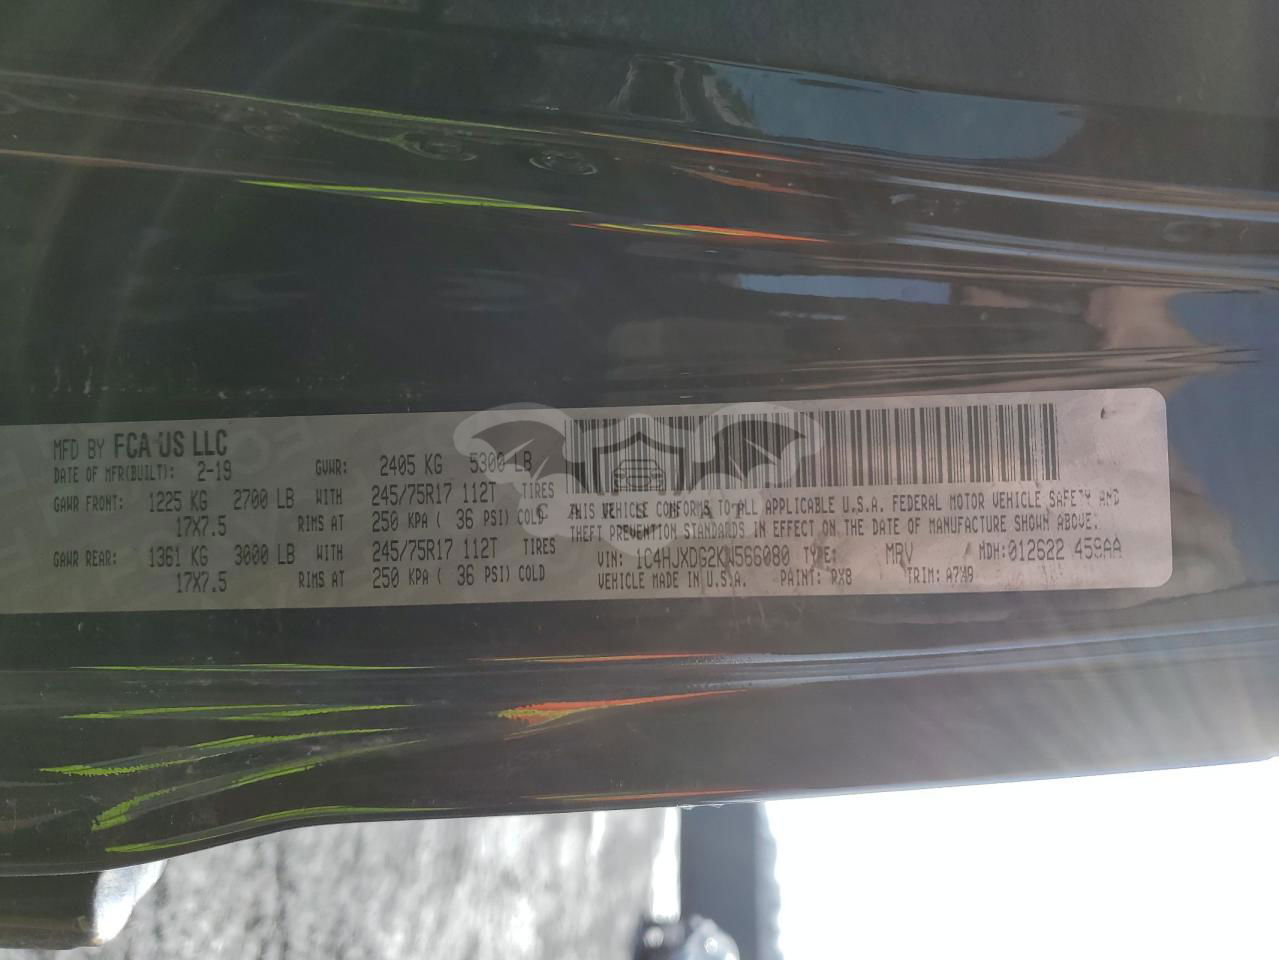 MFD BY FCA US LLC
DATE OF MFR(BUILT): 2-19 GVWR: 2405 KG 5300 LB
GAWR FRONT: 1225 KG 2700 LB WITH 245/75R17 112T TIRES
17X7.5 RIMS AT 250 KPA ( 36 PSI) COLD
GAWR REAR: 1361 KG 3000 LB WITH 245/75R17 112T TIRES
17X7.5 RIMS AT 250 KPA ( 36 PSI) COLD
THIS VEHICLE CONFORMS TO ALL APPLICABLE U.S.A. FEDERAL MOTOR VEHICLE SAFETY AND
THEFT PREVENTION STANDARDS IN EFFECT ON THE DATE OF MANUFACTURE SHOWN ABOVE.
VIN: 1C4HJXDG2KW566080 TYPE: MPV MDH:012622 459AA
VEHICLE MADE IN U.S.A. PAINT: PX8 TRIM: A7X9